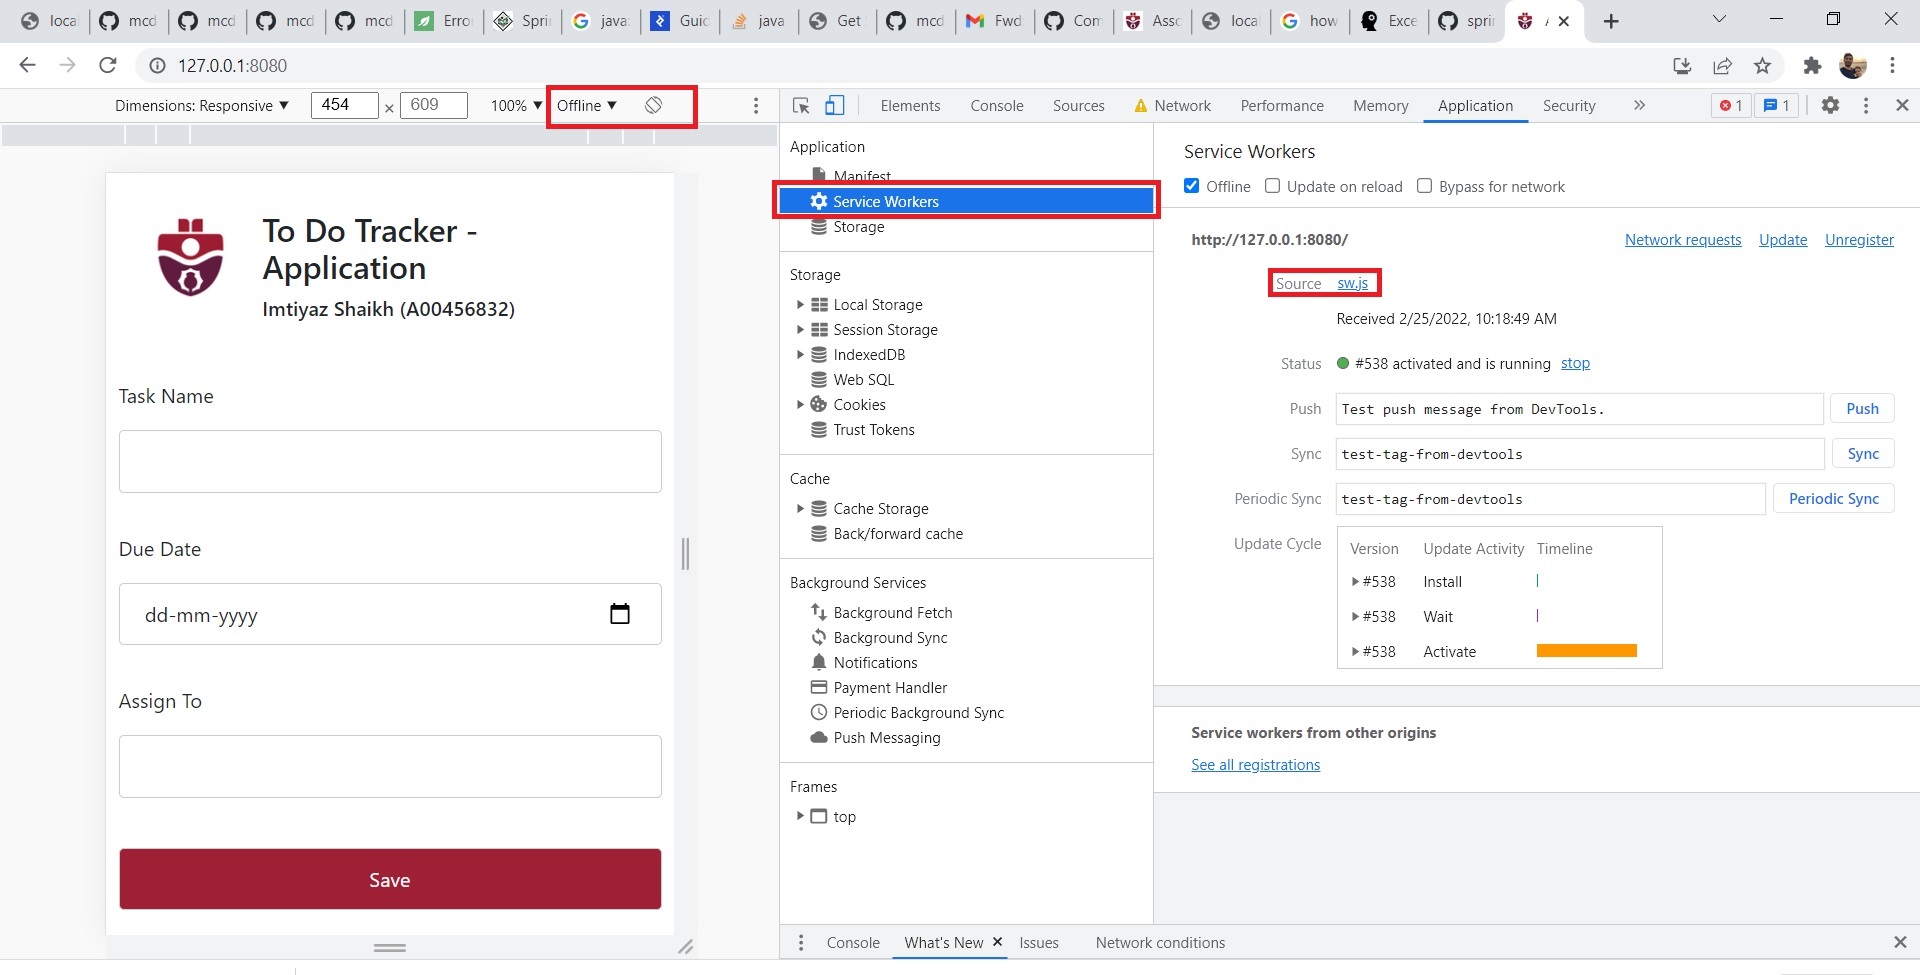 loca
mcd
mcd
mcd
mcd
Erro
Spri
java
Guid
java
Get
mcd
Fwd
Com
Assc
loca
how
Exce
sprin
127.0.0.1:8080
Dimensions: Responsive ▼ 454 × 609 100% ▼ Offline ▼
Elements Console Sources Network Performance Memory Application Security » 1 1
To Do Tracker -
Application
Imtiyaz Shaikh (A00456832)
Task Name
Due Date
dd-mm-yyyy
Assign To
Save
Application
Manifest
Service Workers
Storage
Storage
Local Storage
Session Storage
IndexedDB
Web SQL
Cookies
Trust Tokens
Cache
Cache Storage
Back/forward cache
Background Services
Background Fetch
Background Sync
Notifications
Payment Handler
Periodic Background Sync
Push Messaging
Frames
top
Service Workers
Offline Update on reload Bypass for network
http://127.0.0.1:8080/ Network requests Update Unregister
Source sw.js
Received 2/25/2022, 10:18:49 AM
Status #538 activated and is running stop
Push Test push message from DevTools. Push
Sync test-tag-from-devtools Sync
Periodic Sync test-tag-from-devtools Periodic Sync
Update Cycle Version Update Activity Timeline
#538 Install
#538 Wait
#538 Activate
Service workers from other origins
See all registrations
Console What's New × Issues Network conditions